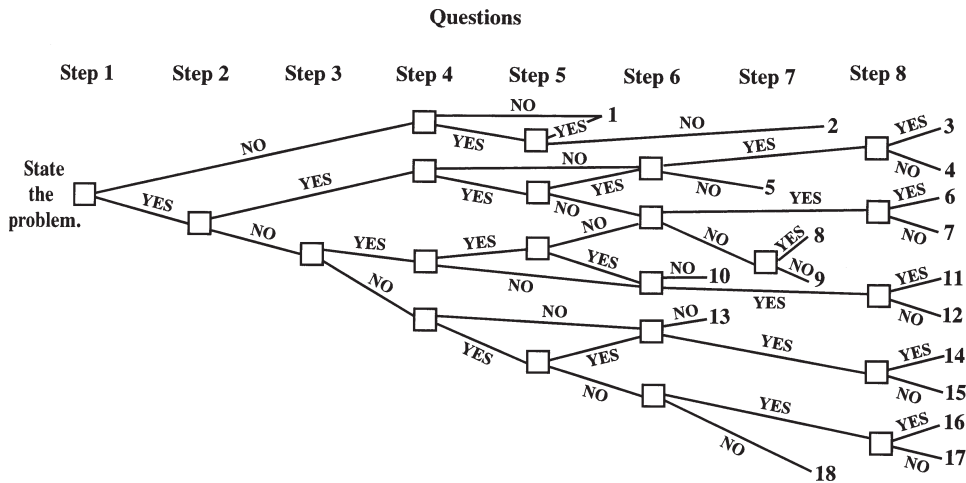 Questions
Step 1 Step 2 Step 3 Step 4 Step 5 Step 6 Step 7 Step 8
NO 1
YES YES NO 2
YES 3
NO
NO 4
State
the
problem.
YES
YES
NO
YES
YES
NO 5
NO
YES
YES 6
NO 7
NO
NO
YES 8
NO 9
YES
YES
NO
YES
NO 10
YES
YES 11
NO 12
NO
NO
NO 13
YES
YES
YES
YES 14
NO 15
NO
YES
YES 16
NO 17
NO
18